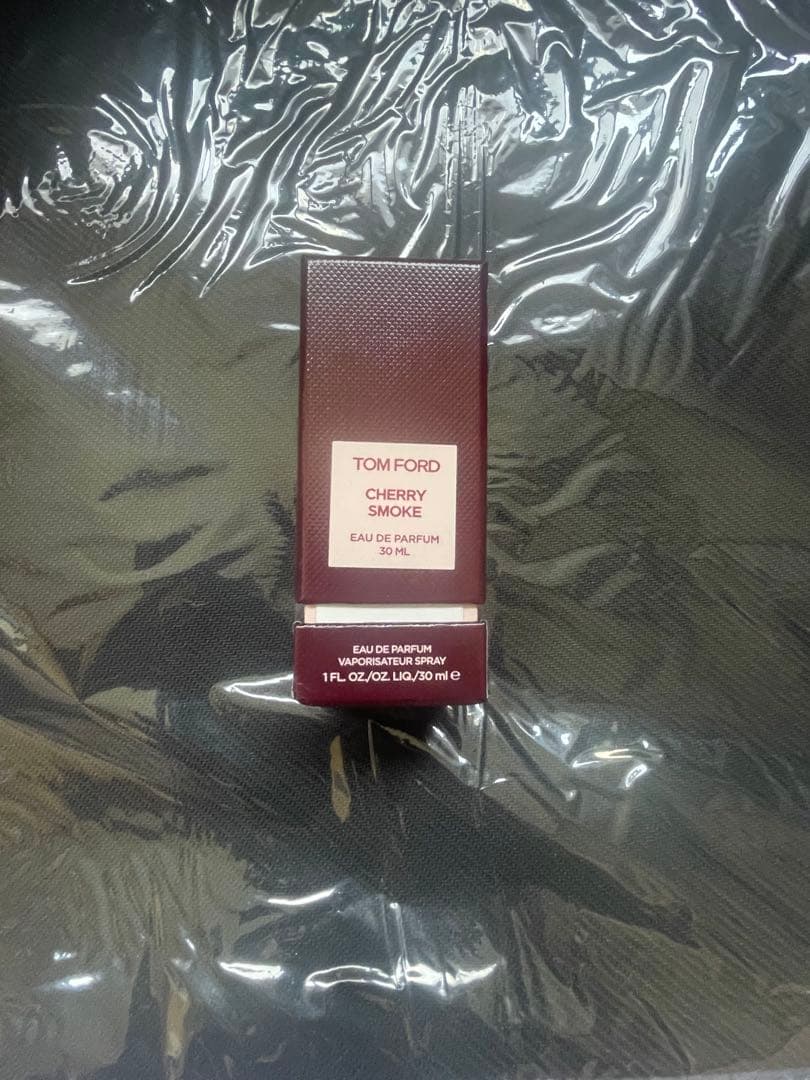 TOM FORD
CHERRY
SMOKE
EAU DE PARFUM
30 ML
EAU DE PARFUM
VAPORISATEUR SPRAY
1 FL. OZ./OZ. LIQ./30 ml ℮